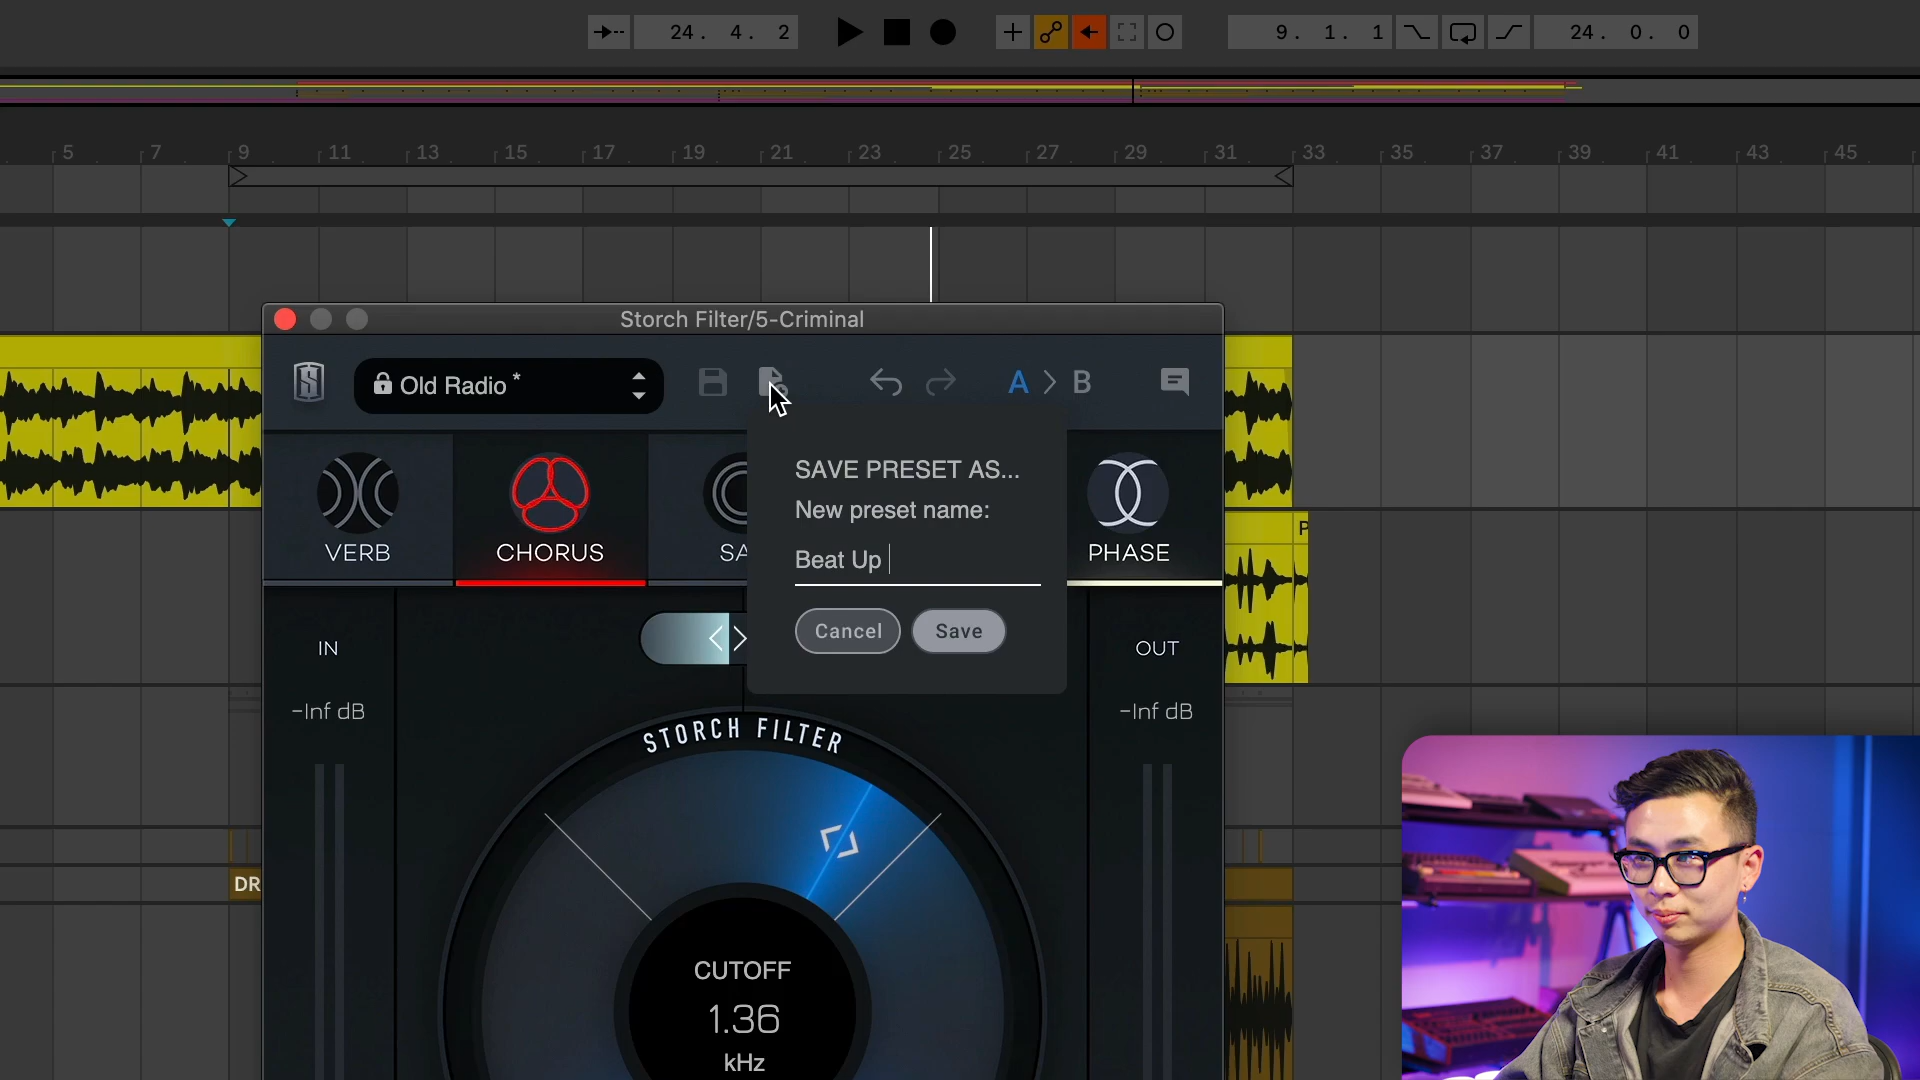 24. 4. 2
9. 1. 1
24. 0. 0
5 7 9 11 13 15 17 19 21 23 25 27 29 31 33 35 37 39 41 43 45
Storch Filter/5-Criminal
Old Radio *
A > B
SAVE PRESET AS...
New preset name:
Beat Up
Cancel
Save
VERB
CHORUS
SA
PHASE
IN
-Inf dB
OUT
-Inf dB
STORCH FILTER
CUTOFF
1.36
kHz
P
DR